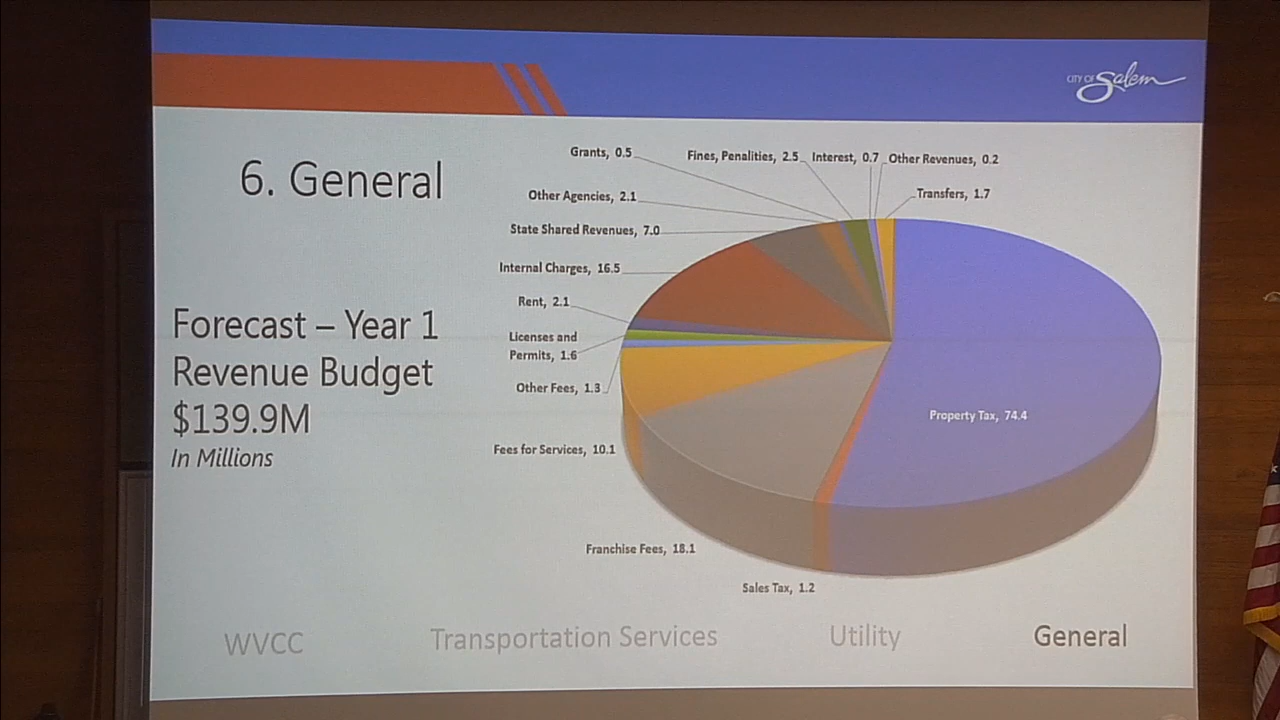 CITY OF Salem
6. General
Forecast – Year 1
Revenue Budget
$139.9M
In Millions
Grants, 0.5
Fines, Penalities, 2.5
Interest, 0.7
Other Revenues, 0.2
Other Agencies, 2.1
Transfers, 1.7
State Shared Revenues, 7.0
Internal Charges, 16.5
Rent, 2.1
Licenses and
Permits, 1.6
Other Fees, 1.3
Property Tax, 74.4
Fees for Services, 10.1
Franchise Fees, 18.1
Sales Tax, 1.2
WVCC
Transportation Services
Utility
General